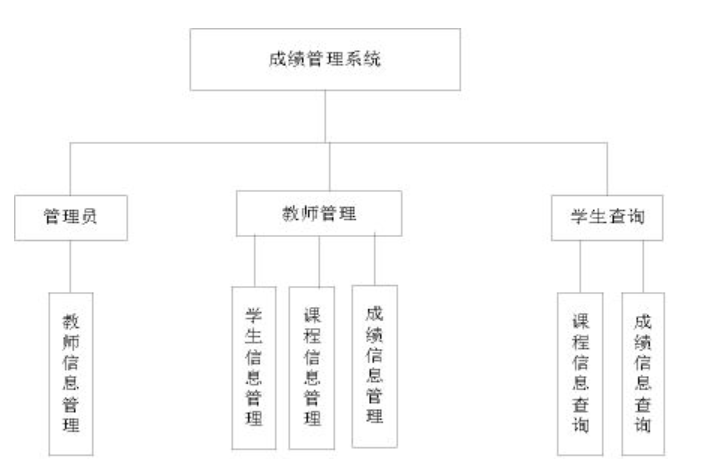 成绩管理系统
管理员
教师管理
学生查询
教师信息管理
学生信息管理
课程信息管理
成绩信息管理
课程信息查询
成绩信息查询